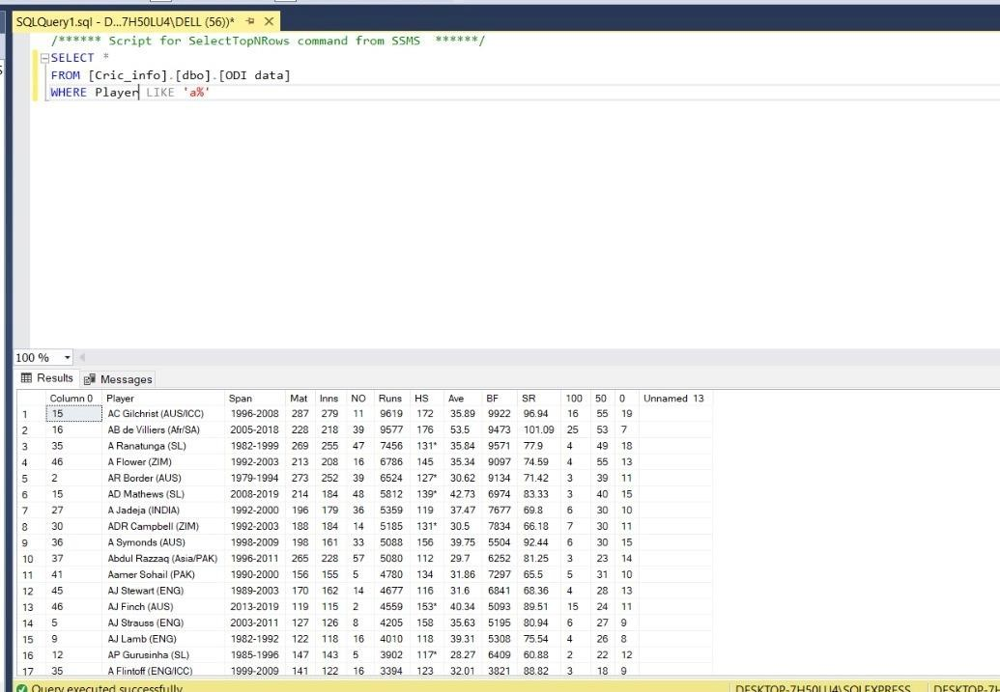 SQLQuery1.sql - D...7H50LU4\DELL (56))*
/****** Script for SelectTopNRows command from SSMS ******/
SELECT *
FROM [Cric_info].[dbo].[ODI data]
WHERE Player LIKE 'a%'
100 %
Results Messages
Column 0 Player Span Mat Inns NO Runs HS Ave BF SR 100 50 0 Unnamed 13
1 15 AC Gilchrist (AUS/ICC) 1996-2008 287 279 11 9619 172 35.89 9922 96.94 16 55 19
2 16 AB de Villiers (Afr/SA) 2005-2018 228 218 39 9577 176 53.5 9473 101.09 25 53 7
3 35 A Ranatunga (SL) 1982-1999 269 255 47 7456 131* 35.84 9571 77.9 4 49 18
4 46 A Flower (ZIM) 1992-2003 213 208 16 6786 145 35.34 9097 74.59 4 55 13
5 2 AR Border (AUS) 1979-1994 273 252 39 6524 127* 30.62 9134 71.42 3 39 11
6 15 AD Mathews (SL) 2008-2019 214 184 48 5812 139* 42.73 6974 83.33 3 40 15
7 27 A Jadeja (INDIA) 1992-2000 196 179 36 5359 119 37.47 7677 69.8 6 30 10
8 30 ADR Campbell (ZIM) 1992-2003 188 184 14 5185 131* 30.5 7834 66.18 7 30 11
9 36 A Symonds (AUS) 1998-2009 198 161 33 5088 156 39.75 5504 92.44 6 30 15
10 37 Abdul Razzaq (Asia/PAK) 1996-2011 265 228 57 5080 112 29.7 6252 81.25 3 23 14
11 41 Aamer Sohail (PAK) 1990-2000 156 155 5 4780 134 31.86 7297 65.5 5 31 10
12 45 AJ Stewart (ENG) 1989-2003 170 162 14 4677 116 31.6 6841 68.36 4 28 13
13 46 AJ Finch (AUS) 2013-2019 119 115 2 4559 153* 40.34 5093 89.51 15 24 11
14 5 AJ Strauss (ENG) 2003-2011 127 126 8 4205 158 35.63 5195 80.94 6 27 9
15 9 AJ Lamb (ENG) 1982-1992 122 118 16 4010 118 39.31 5308 75.54 4 26 8
16 12 AP Gurusinha (SL) 1985-1996 147 143 5 3902 117* 28.27 6409 60.88 2 22 12
17 35 A Flintoff (ENG/ICC) 1999-2009 141 122 16 3394 123 32.01 3821 88.82 3 18 9
Query executed successfully DESKTOP-7H50LU4\SQLEXPRESS DESKTOP-7H